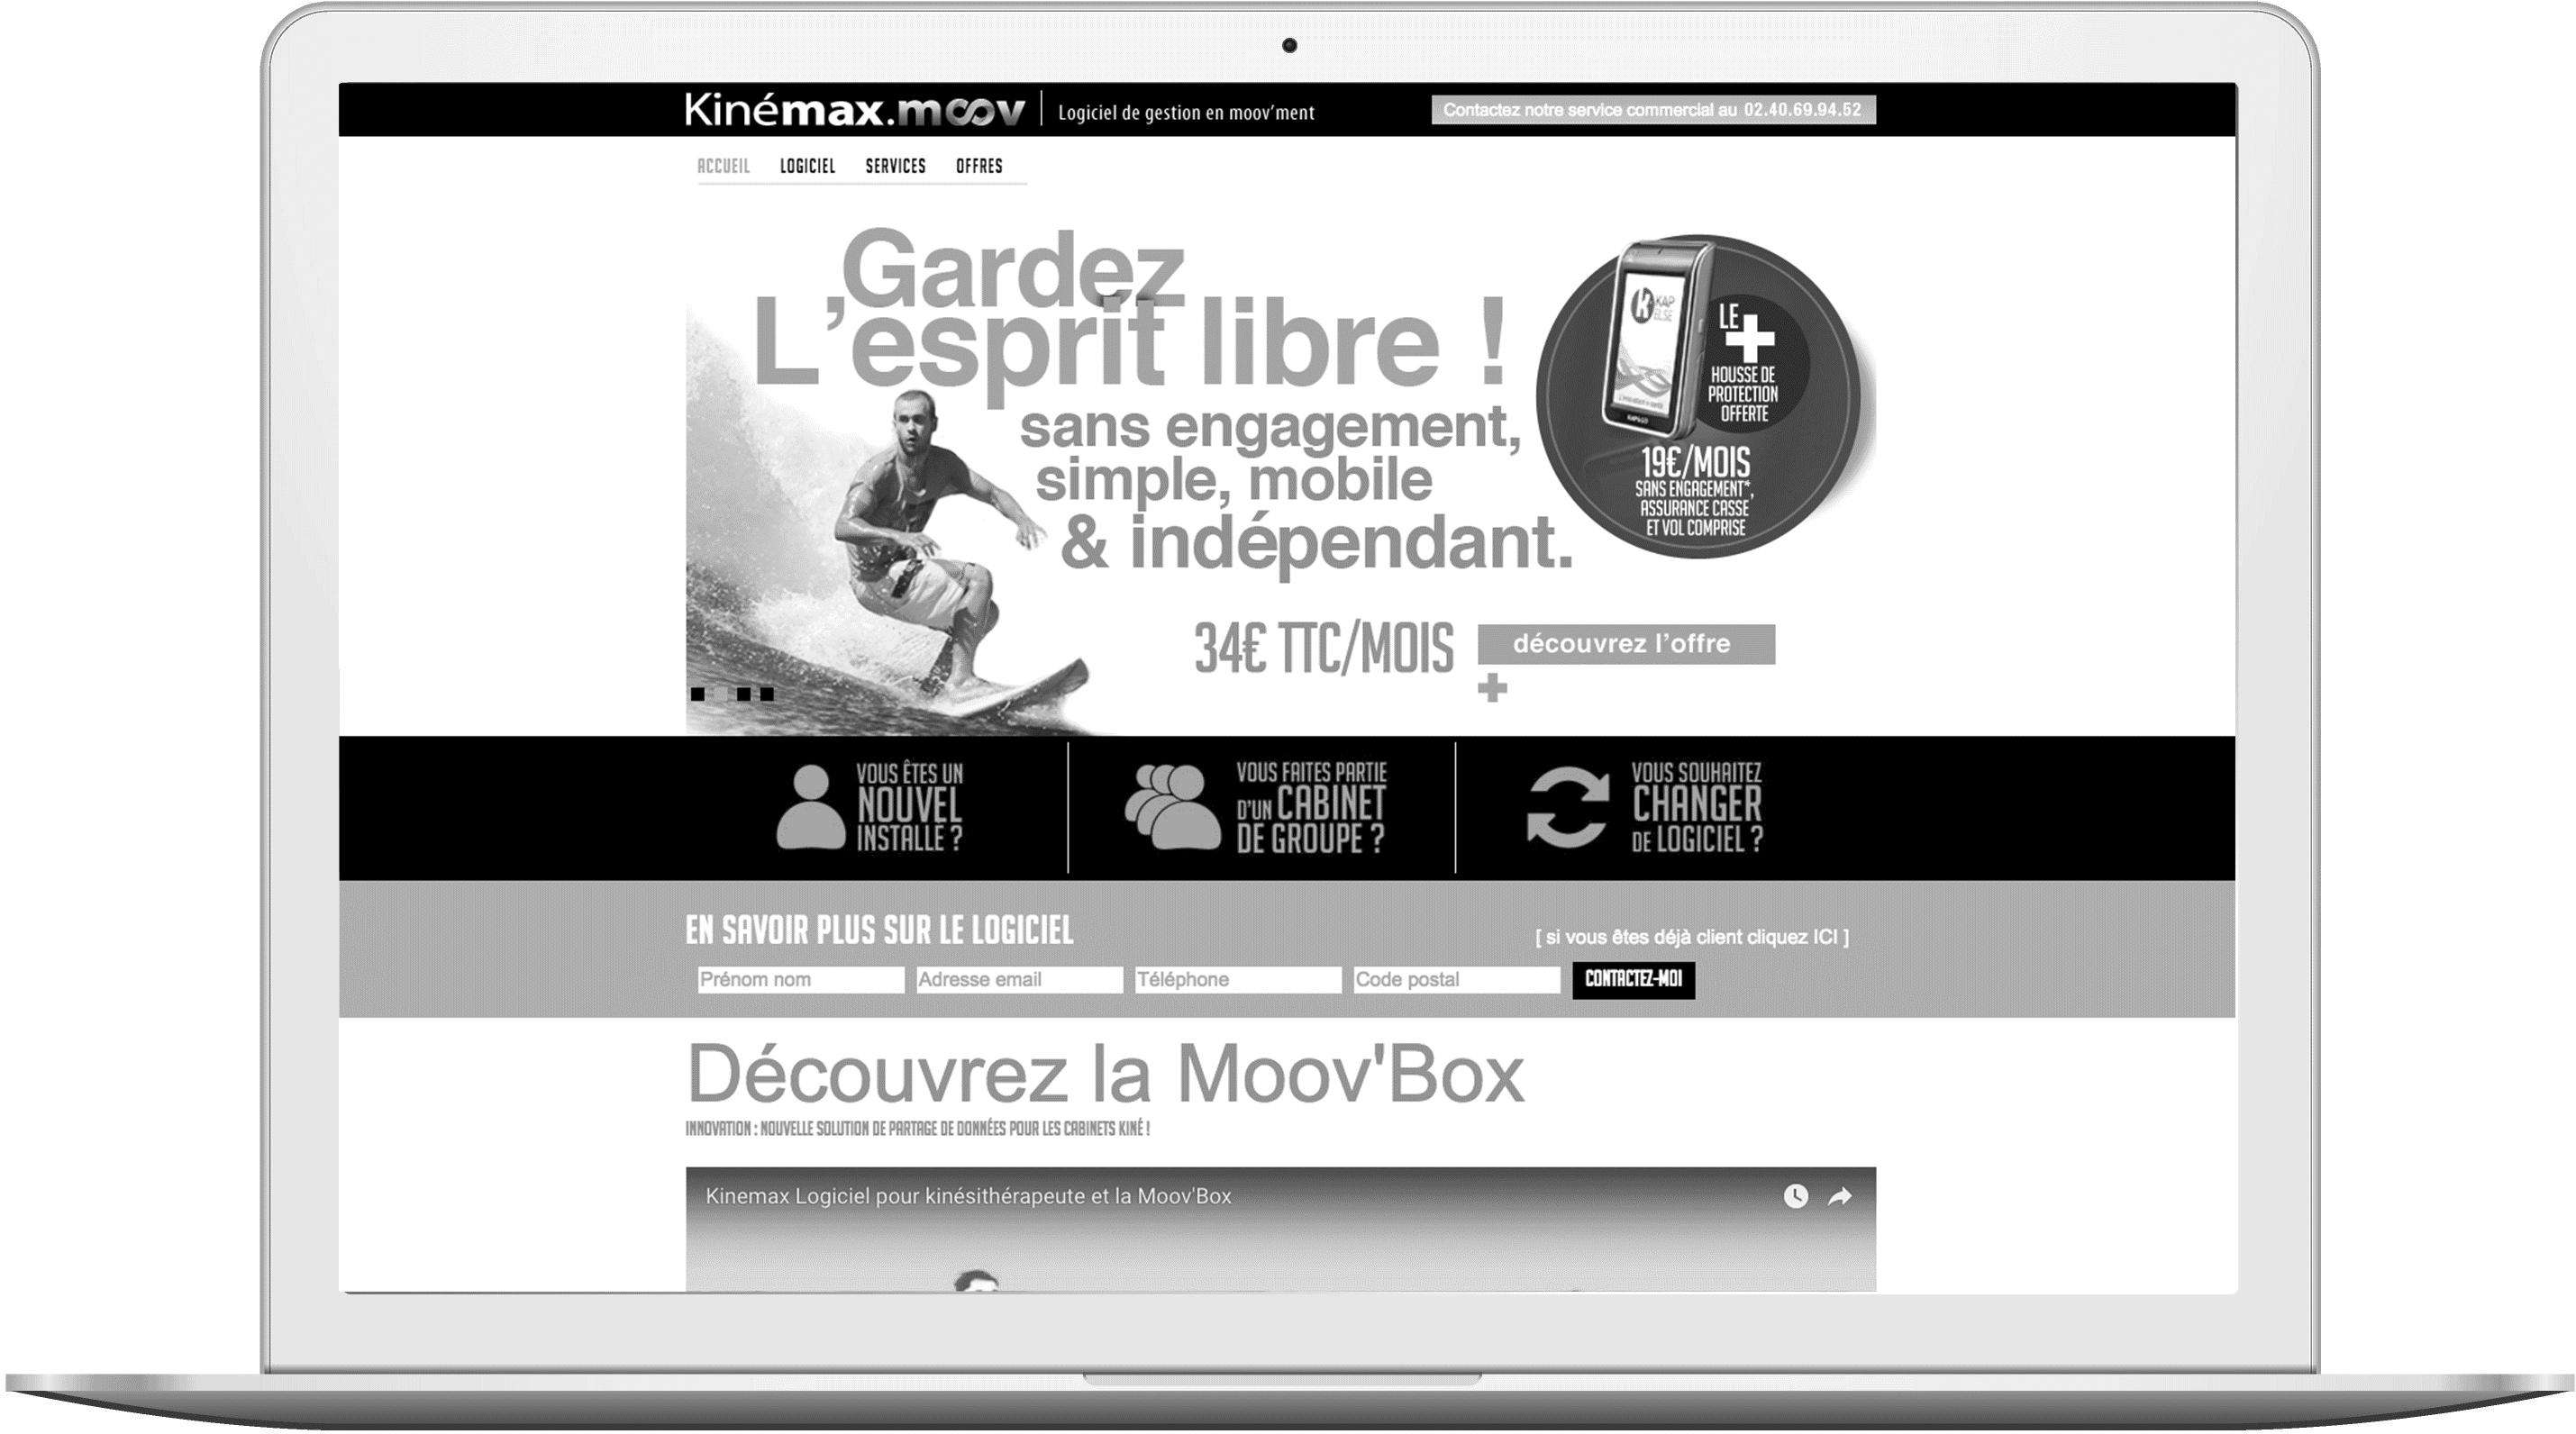 Kinémax.moov
Logiciel de gestion en moov'ment
Contactez notre service commercial au 02.40.69.94.52
ACCUEIL LOGICIEL SERVICES OFFRES
Gardez
L'esprit libre !
sans engagement,
simple, mobile
& indépendant.
34€ TTC/MOIS
découvrez l'offre
+
KAP
ELSE
LE +
HOUSSE DE
PROTECTION
OFFERTE
19€/MOIS
SANS ENGAGEMENT*,
ASSURANCE CASSE
ET VOL COMPRISE
VOUS ÊTES UN
NOUVEL
INSTALLÉ ?
VOUS FAITES PARTIE
D'UN CABINET
DE GROUPE ?
VOUS SOUHAITEZ
CHANGER
DE LOGICIEL ?
EN SAVOIR PLUS SUR LE LOGICIEL
[ si vous êtes déjà client cliquez ICI ]
Prénom nom
Adresse email
Téléphone
Code postal
CONTACTEZ-MOI
Découvrez la Moov'Box
INNOVATION : NOUVELLE SOLUTION DE PARTAGE DE DONNÉES POUR LES CABINETS KINÉ !
Kinemax Logiciel pour kinésithérapeute et la Moov'Box